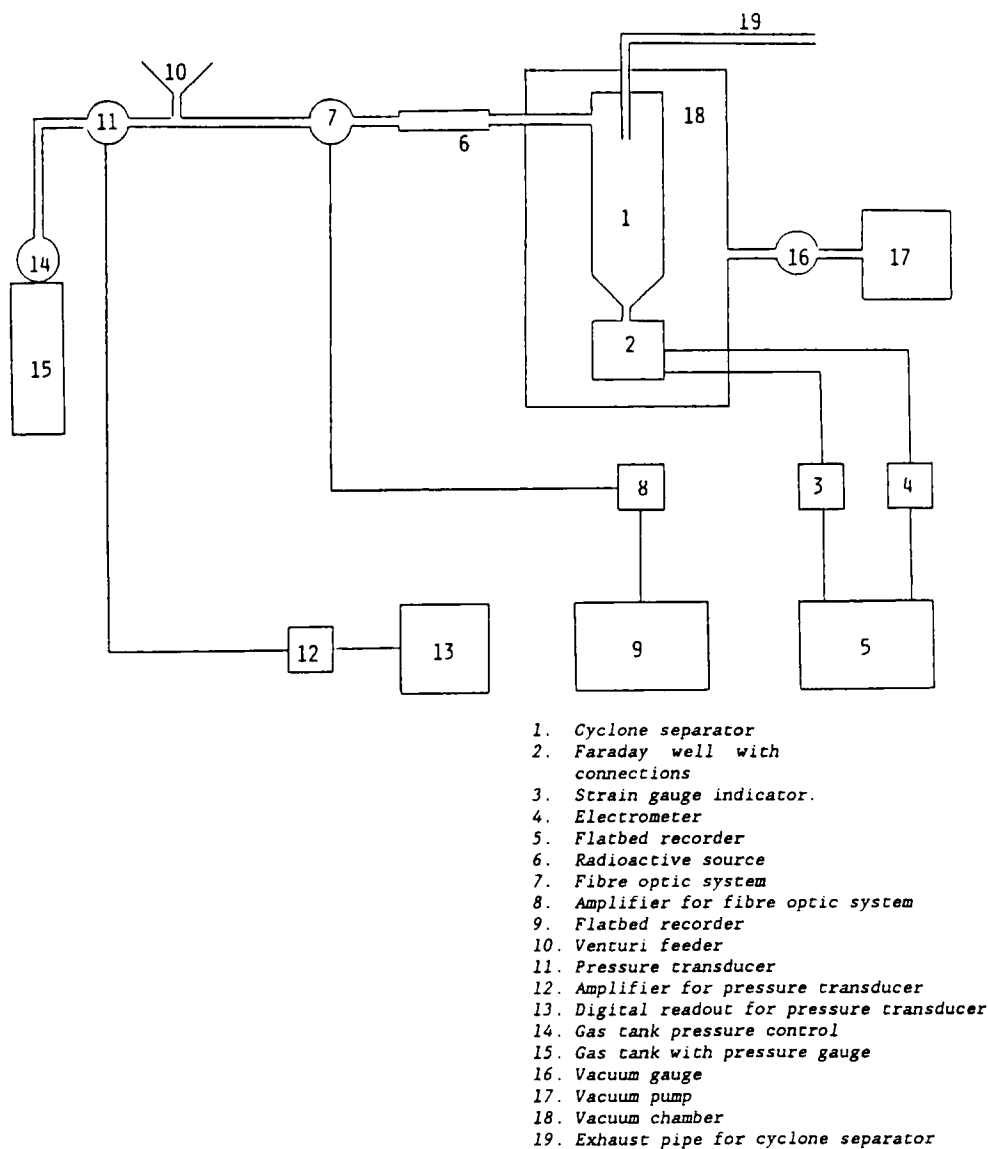 19
10
11
7
18
6
1
14
16
17
2
15
8
3
4
12
13
9
5
1. Cyclone separator
2. Faraday well with
connections
3. Strain gauge indicator.
4. Electrometer
5. Flatbed recorder
6. Radioactive source
7. Fibre optic system
8. Amplifier for fibre optic system
9. Flatbed recorder
10. Venturi feeder
11. Pressure transducer
12. Amplifier for pressure transducer
13. Digital readout for pressure transducer
14. Gas tank pressure control
15. Gas tank with pressure gauge
16. Vacuum gauge
17. Vacuum pump
18. Vacuum chamber
19. Exhaust pipe for cyclone separator